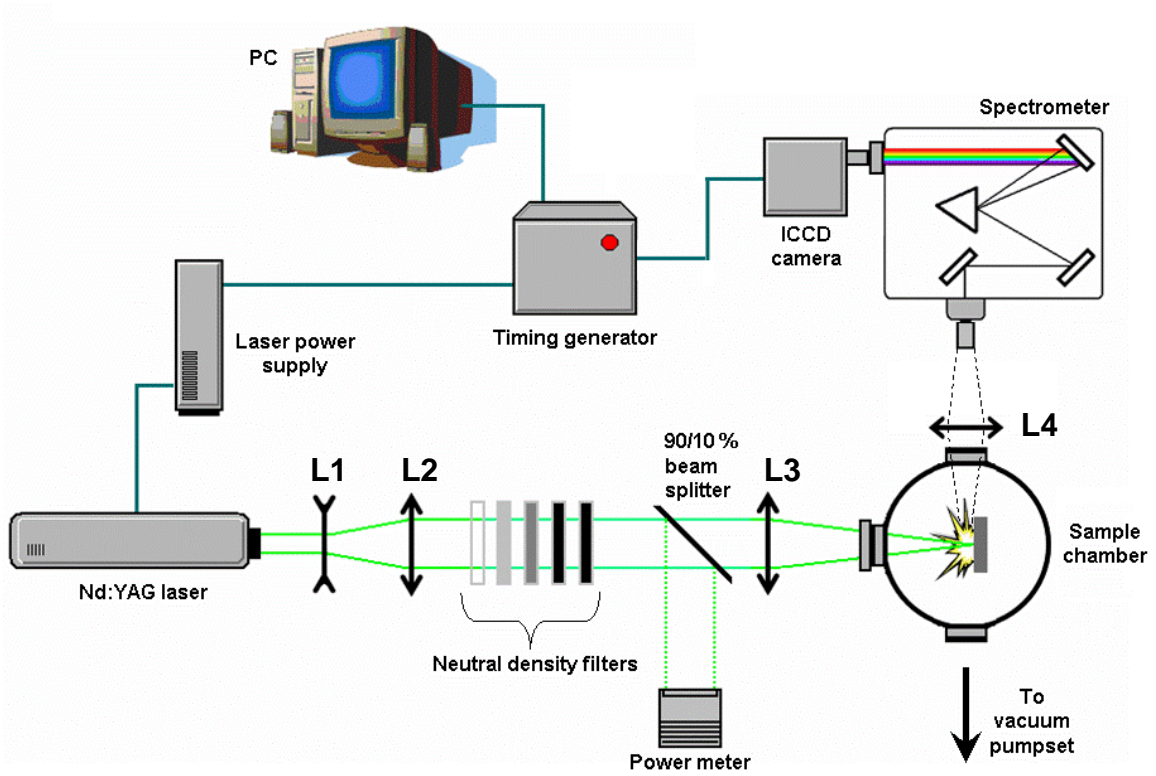 PC
Spectrometer
ICCD
camera
Timing generator
Laser power
supply
L4
90/10 %
beam
splitter
L1
L2
L3
Sample
chamber
Nd:YAG laser
Neutral density filters
To
vacuum
pumpset
Power meter